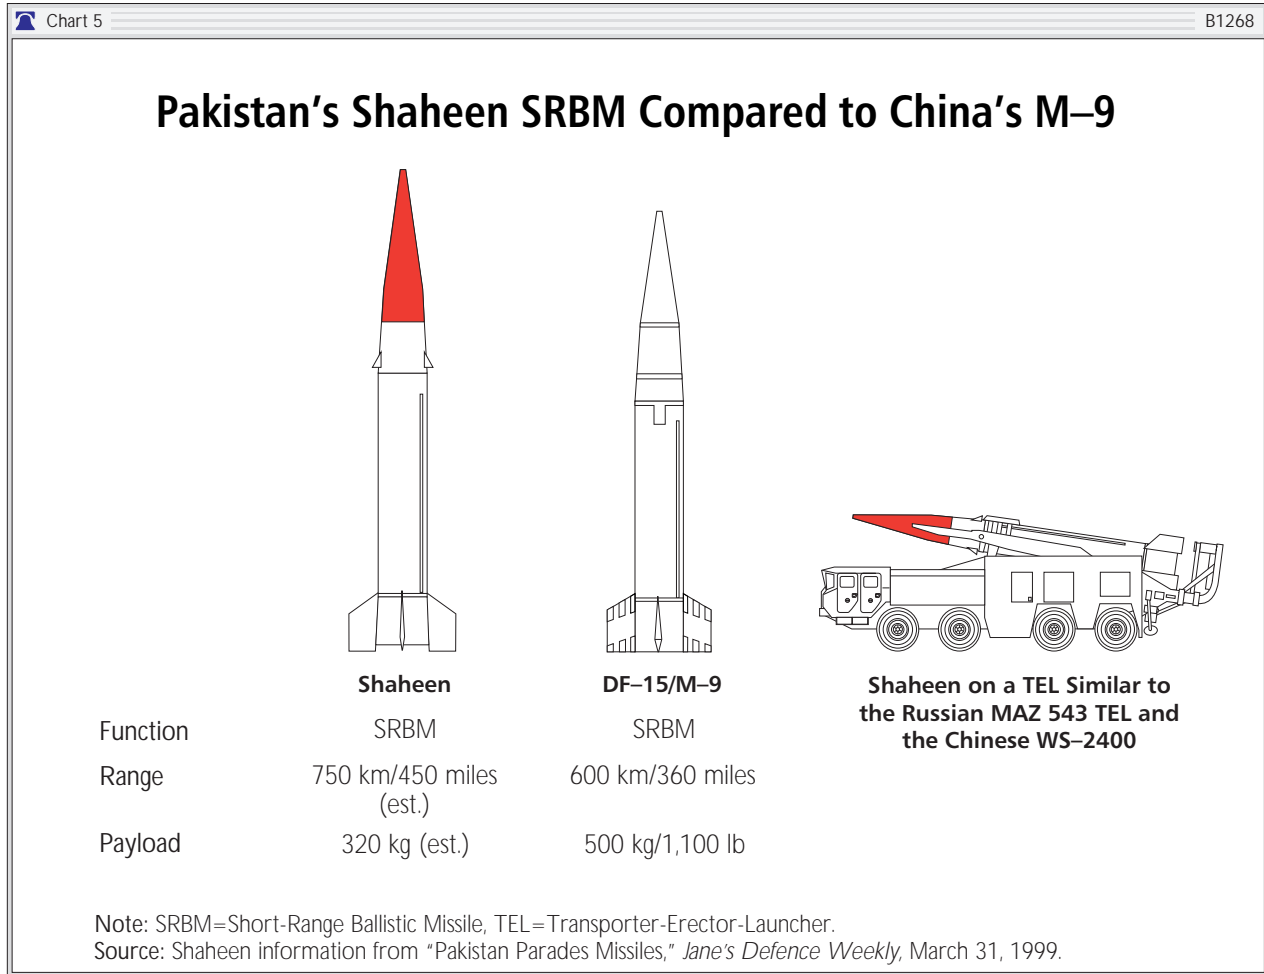 Chart 5 B1268
Pakistan's Shaheen SRBM Compared to China's M–9
Shaheen DF–15/M–9
Shaheen on a TEL Similar to
the Russian MAZ 543 TEL and
the Chinese WS–2400
Function SRBM SRBM
Range 750 km/450 miles 600 km/360 miles
(est.)
Payload 320 kg (est.) 500 kg/1,100 lb
Note: SRBM=Short-Range Ballistic Missile, TEL=Transporter-Erector-Launcher.
Source: Shaheen information from "Pakistan Parades Missiles," Jane's Defence Weekly, March 31, 1999.